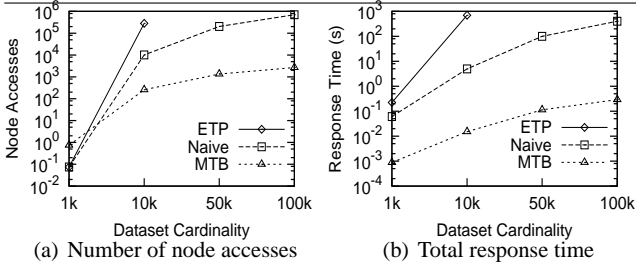 10^6
10^5
10^4
10^3
10^2
10^1
10^0
10^-1
10^-2
Node Accesses
ETP
Naive
MTB
1k 10k 50k 100k
Dataset Cardinality
(a) Number of node accesses
10^3
10^2
10^1
10^0
10^-1
10^-2
10^-3
10^-4
Response Time (s)
ETP
Naive
MTB
1k 10k 50k 100k
Dataset Cardinality
(b) Total response time